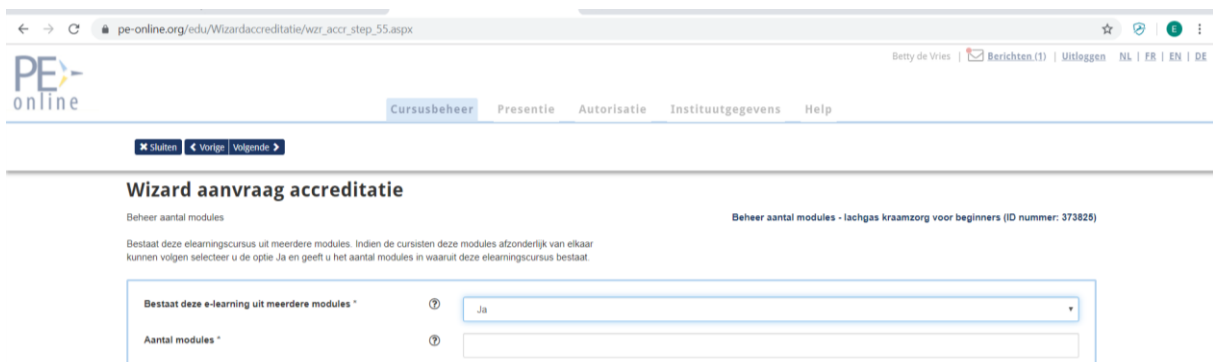 pe-online.org/edu/Wizardaccreditatie/wzr_accr_step_55.aspx
E
PE
online
Betty de Vries | Berichten (1) | Uitloggen NL | FR | EN | DE
Cursusbeheer Presentie Autorisatie Instituutgegevens Help
Sluiten Vorige Volgende
Wizard aanvraag accreditatie
Beheer aantal modules
Beheer aantal modules - lachgas kraamzorg voor beginners (ID nummer: 373825)
Bestaat deze elearningscursus uit meerdere modules. Indien de cursisten deze modules afzonderlijk van elkaar
kunnen volgen selecteer u de optie Ja en geeft u het aantal modules in waaruit deze elearningscursus bestaat.
Bestaat deze e-learning uit meerdere modules * ? Ja
Aantal modules * ?